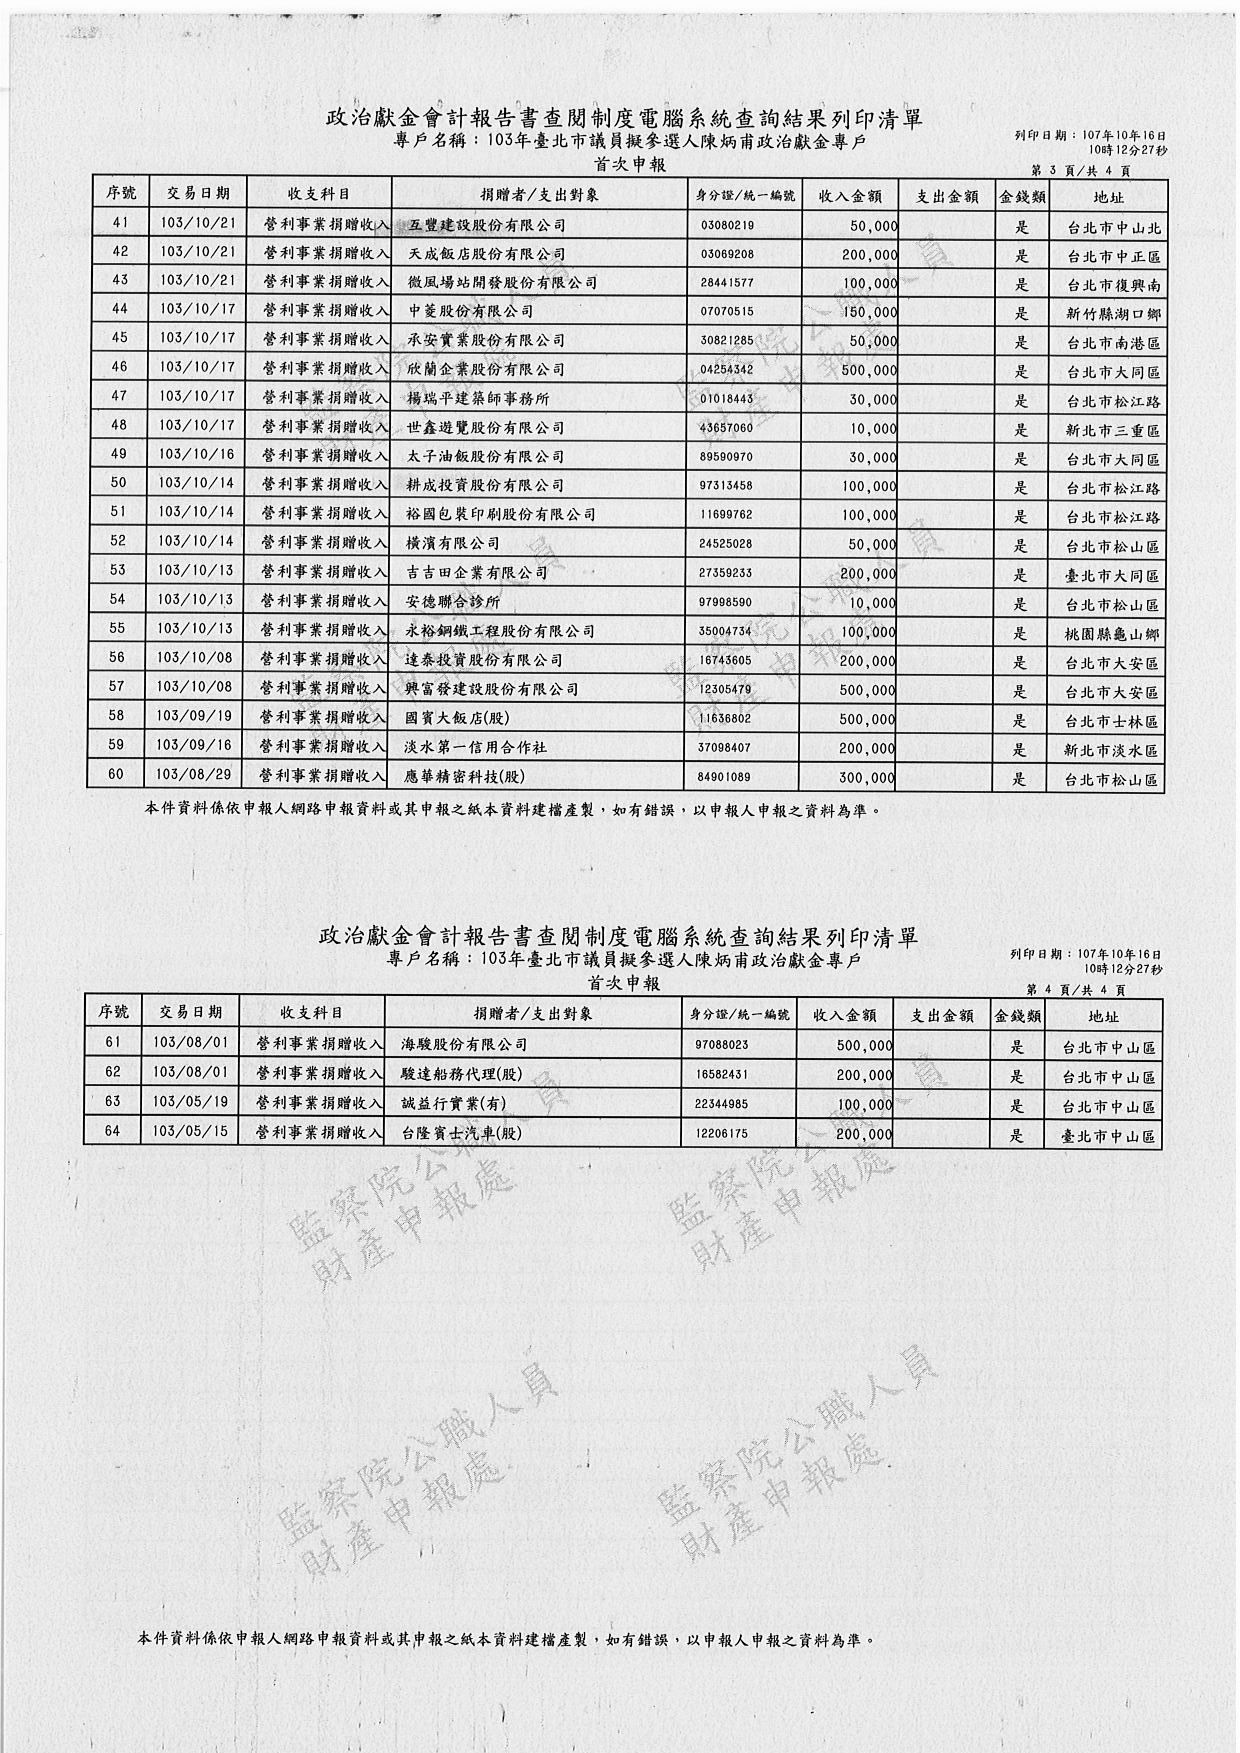 政治獻金會計報告書查閱制度電腦系統查詢結果列印清單
專戶名稱：103年臺北市議員擬參選人陳炳甫政治獻金專戶
列印日期：107年10年16日
10時12分27秒
首次申報
第 3 頁/共 4 頁
序號 交易日期 收支科目 捐贈者/支出對象 身分證/統一編號 收入金額 支出金額 金錢類 地址
41 103/10/21 營利事業捐贈收入 互豐建設股份有限公司 03080219 50,000 是 台北市中山北
42 103/10/21 營利事業捐贈收入 天成飯店股份有限公司 03069208 200,000 是 台北市中正區
43 103/10/21 營利事業捐贈收入 微風場站開發股份有限公司 28441577 100,000 是 台北市復興南
44 103/10/17 營利事業捐贈收入 中菱股份有限公司 07070515 150,000 是 新竹縣湖口鄉
45 103/10/17 營利事業捐贈收入 承安實業股份有限公司 30821285 50,000 是 台北市南港區
46 103/10/17 營利事業捐贈收入 欣蘭企業股份有限公司 04254342 500,000 是 台北市大同區
47 103/10/17 營利事業捐贈收入 楊瑞平建築師事務所 01018443 30,000 是 台北市松江路
48 103/10/17 營利事業捐贈收入 世鑫遊覽股份有限公司 43657060 10,000 是 新北市三重區
49 103/10/16 營利事業捐贈收入 太子油飯股份有限公司 89590970 30,000 是 台北市大同區
50 103/10/14 營利事業捐贈收入 耕成投資股份有限公司 97313458 100,000 是 台北市松江路
51 103/10/14 營利事業捐贈收入 裕國包裝印刷股份有限公司 11699762 100,000 是 台北市松江路
52 103/10/14 營利事業捐贈收入 橫濱有限公司 24525028 50,000 是 台北市松山區
53 103/10/13 營利事業捐贈收入 吉吉田企業有限公司 27359233 200,000 是 臺北市大同區
54 103/10/13 營利事業捐贈收入 安德聯合診所 97998590 10,000 是 台北市松山區
55 103/10/13 營利事業捐贈收入 永裕鋼鐵工程股份有限公司 35004734 100,000 是 桃園縣龜山鄉
56 103/10/08 營利事業捐贈收入 達泰投資股份有限公司 16743605 200,000 是 台北市大安區
57 103/10/08 營利事業捐贈收入 興富發建設股份有限公司 12305479 500,000 是 台北市大安區
58 103/09/19 營利事業捐贈收入 國賓大飯店(股) 11636802 500,000 是 台北市士林區
59 103/09/16 營利事業捐贈收入 淡水第一信用合作社 37098407 200,000 是 新北市淡水區
60 103/08/29 營利事業捐贈收入 應華精密科技(股) 84901089 300,000 是 台北市松山區
本件資料係依申報人網路申報資料或其申報之紙本資料建檔產製，如有錯誤，以申報人申報之資料為準。
政治獻金會計報告書查閱制度電腦系統查詢結果列印清單
專戶名稱：103年臺北市議員擬參選人陳炳甫政治獻金專戶
列印日期：107年10年16日
10時12分27秒
首次申報
第 4 頁/共 4 頁
序號 交易日期 收支科目 捐贈者/支出對象 身分證/統一編號 收入金額 支出金額 金錢類 地址
61 103/08/01 營利事業捐贈收入 海駿股份有限公司 97088023 500,000 是 台北市中山區
62 103/08/01 營利事業捐贈收入 駿達船務代理(股) 16582431 200,000 是 台北市中山區
63 103/05/19 營利事業捐贈收入 誠益行實業(有) 22344985 100,000 是 台北市中山區
64 103/05/15 營利事業捐贈收入 台隆賓士汽車(股) 12206175 200,000 是 臺北市中山區
監察院公職人員
財產申報處
監察院公職人員
財產申報處
監察院公職人員
財產申報處
監察院公職人員
財產申報處
本件資料係依申報人網路申報資料或其申報之紙本資料建檔產製，如有錯誤，以申報人申報之資料為準。